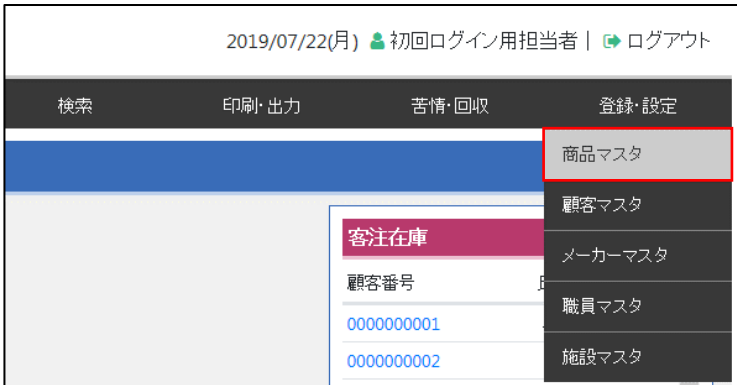 2019/07/22(月) 初回ログイン用担当者 | ログアウト
検索 印刷・出力 苦情・回収 登録・設定
商品マスタ
顧客マスタ
客注在庫
メーカーマスタ
顧客番号
職員マスタ
0000000001
施設マスタ
0000000002